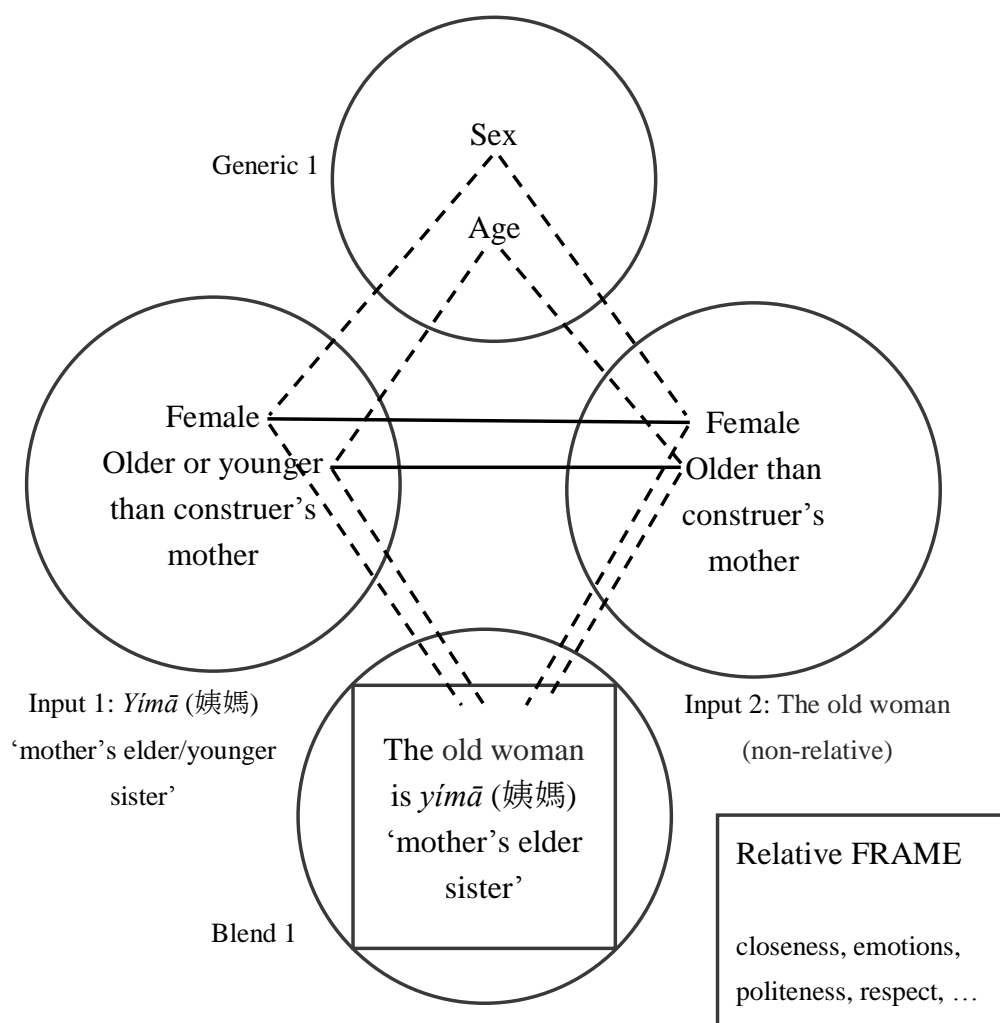 Sex
Generic 1
Age
Female
Older or younger
than construer’s
mother
Female
Older than
construer’s
mother
Input 1: Yímā (姨媽)
‘mother’s elder/younger
sister’
Input 2: The old woman
(non-relative)
The old woman
is yímā (姨媽)
‘mother’s elder
sister’
Blend 1
Relative FRAME
closeness, emotions,
politeness, respect, …